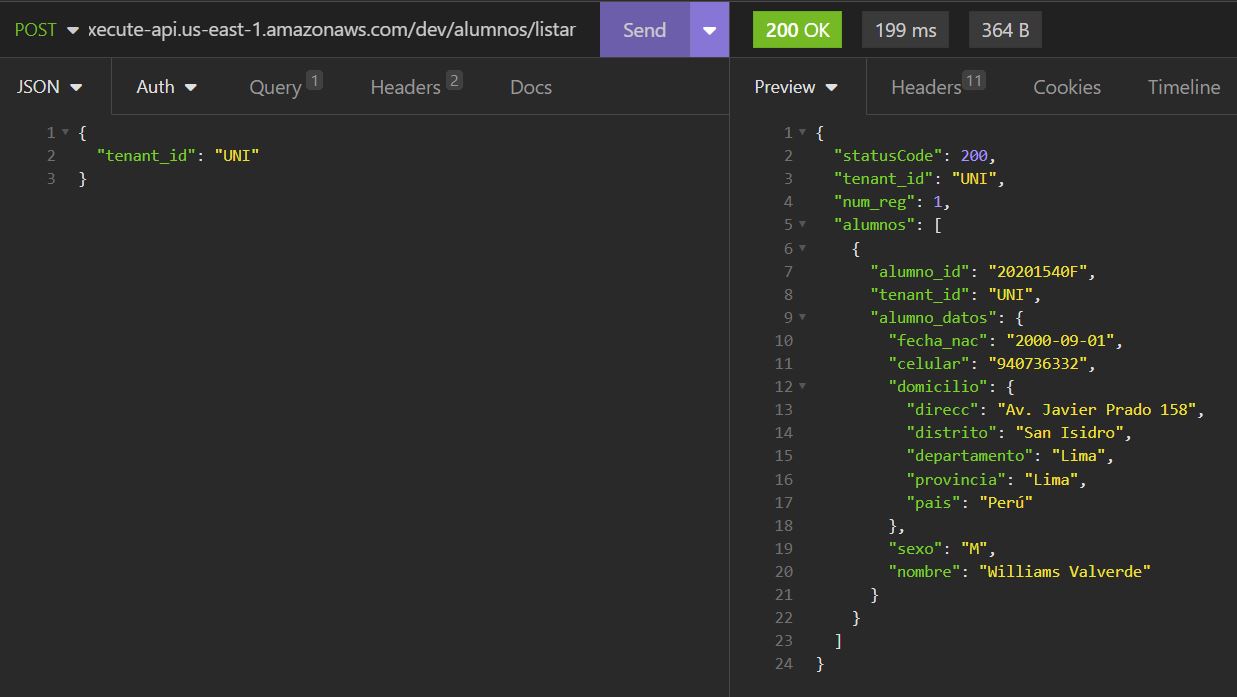 POST xecute-api.us-east-1.amazonaws.com/dev/alumnos/listar Send 200 OK 199 ms 364 B
JSON Auth Query 1 Headers 2 Docs
Preview Headers 11 Cookies Timeline
1 {
2 "tenant_id": "UNI"
3 }
1 {
2 "statusCode": 200,
3 "tenant_id": "UNI",
4 "num_reg": 1,
5 "alumnos": [
6 {
7 "alumno_id": "20201540F",
8 "tenant_id": "UNI",
9 "alumno_datos": {
10 "fecha_nac": "2000-09-01",
11 "celular": "940736332",
12 "domicilio": {
13 "direcc": "Av. Javier Prado 158",
14 "distrito": "San Isidro",
15 "departamento": "Lima",
16 "provincia": "Lima",
17 "pais": "Perú"
18 },
19 "sexo": "M",
20 "nombre": "Williams Valverde"
21 }
22 }
23 ]
24 }